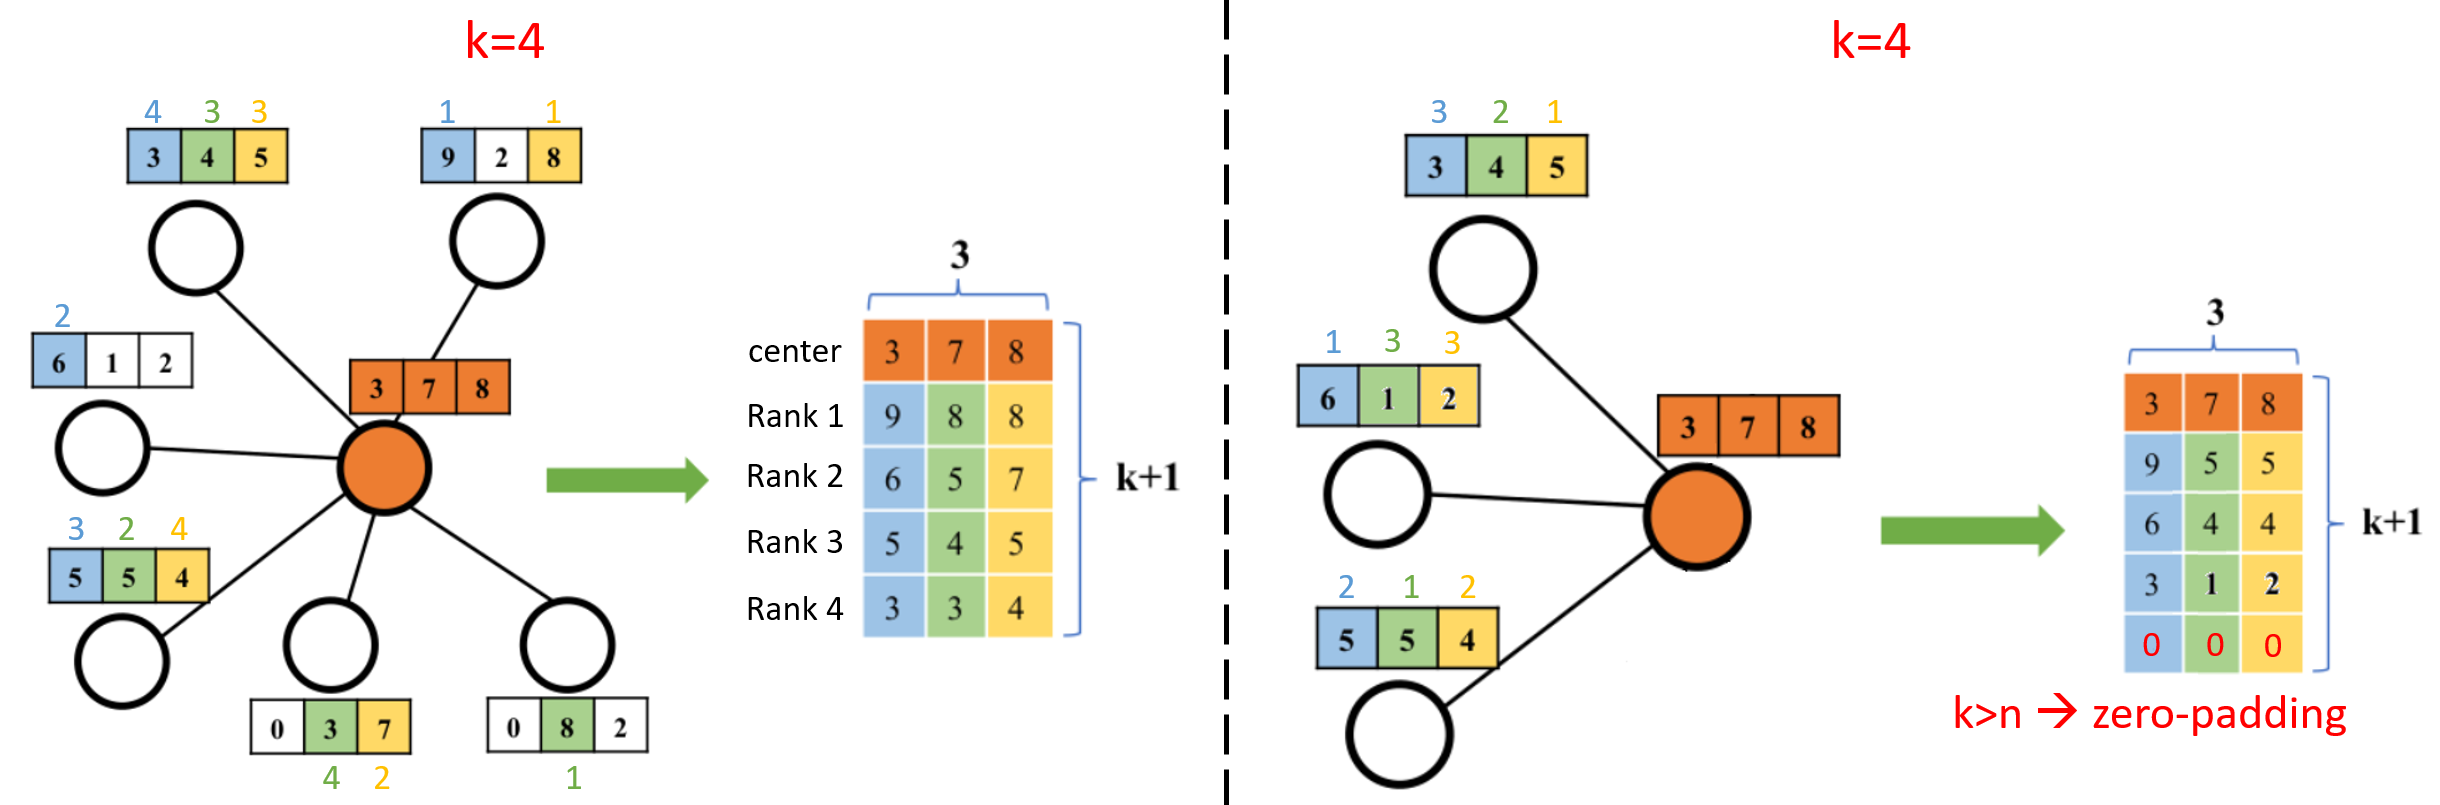 k=4
4 3 3
3 4 5
1 1
9 2 8
2
6 1 2
3 7 8
3 2 4
5 5 4
0 3 7
4 2
0 8 2
1
3
center 3 7 8
Rank 1 9 8 8
Rank 2 6 5 7
Rank 3 5 4 5
Rank 4 3 3 4
k+1
k=4
3 2 1
3 4 5
1 3 3
6 1 2
3 7 8
2 1 2
5 5 4
3
3 7 8
9 5 5
6 4 4
3 1 2
0 0 0
k+1
k>n → zero-padding